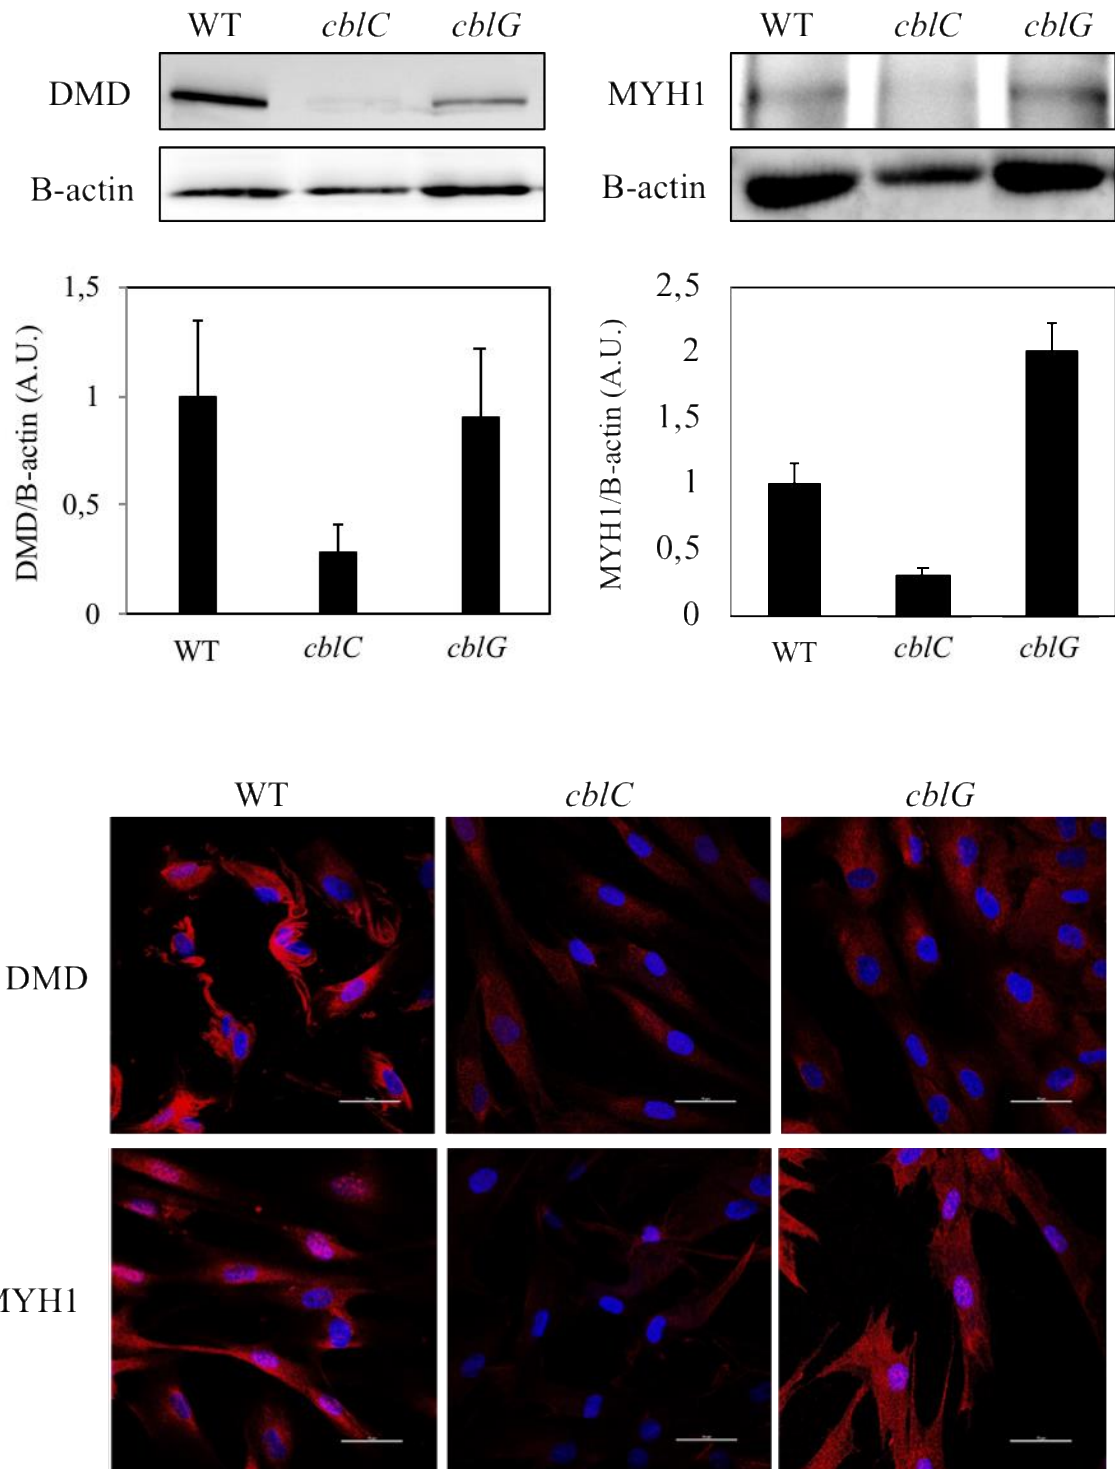 WT cblC cblG
DMD
B-actin
WT cblC cblG
MYH1
B-actin
DMD/B-actin (A.U.)
1,5
1
0,5
0
WT cblC cblG
MYH1/B-actin (A.U.)
2,5
2
1,5
1
0,5
0
WT cblC cblG
WT cblC cblG
DMD
MYH1